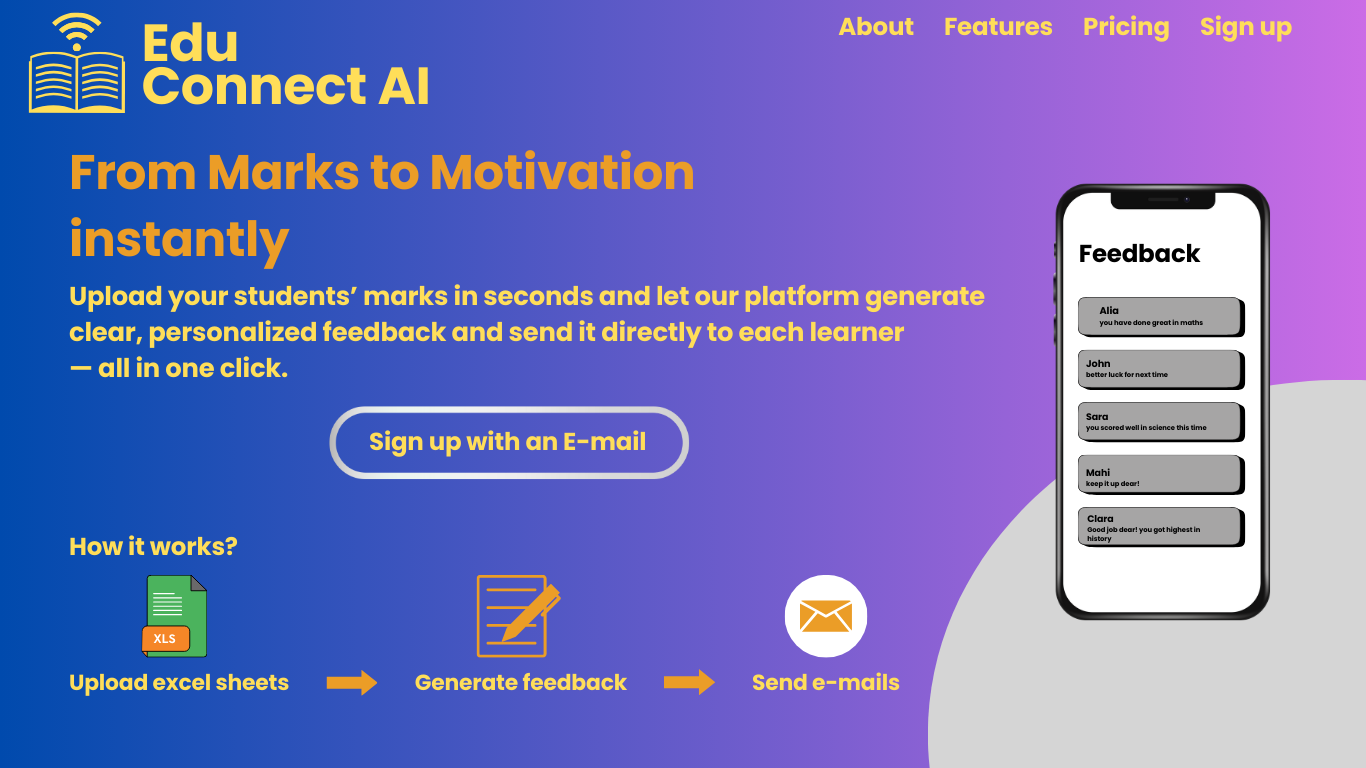 Edu
Connect AI
About Features Pricing Sign up
From Marks to Motivation
instantly
Upload your students’ marks in seconds and let our platform generate
clear, personalized feedback and send it directly to each learner
— all in one click.
Sign up with an E-mail
How it works?
XLS
Upload excel sheets
Generate feedback
Send e-mails
Feedback
Alia
you have done great in maths
John
better luck for next time
Sara
you scored well in science this time
Mahi
keep it up dear!
Clara
Good job dear! you got highest in
history